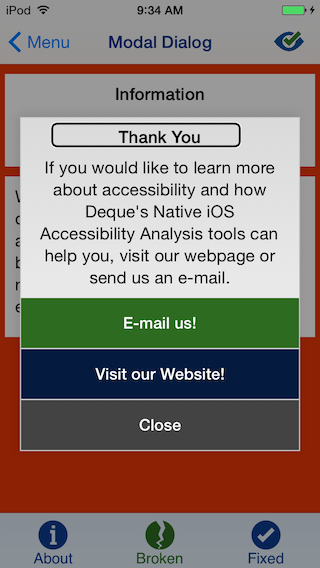 iPod 9:34 AM
Menu Modal Dialog
Information
Thank You
If you would like to learn more
about accessibility and how
Deque's Native iOS
Accessibility Analysis tools can
help you, visit our webpage or
send us an e-mail.
E-mail us!
Visit our Website!
Close
About Broken Fixed